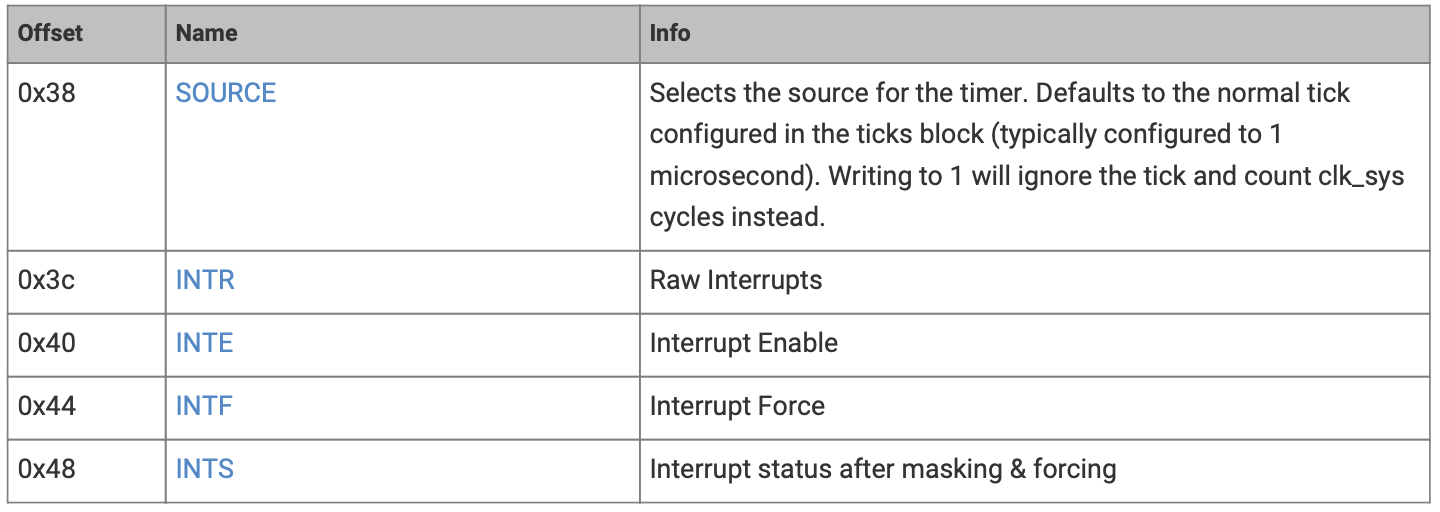 Offset Name Info
0x38 SOURCE Selects the source for the timer. Defaults to the normal tick
configured in the ticks block (typically configured to 1
microsecond). Writing to 1 will ignore the tick and count clk_sys
cycles instead.
0x3c INTR Raw Interrupts
0x40 INTE Interrupt Enable
0x44 INTF Interrupt Force
0x48 INTS Interrupt status after masking & forcing